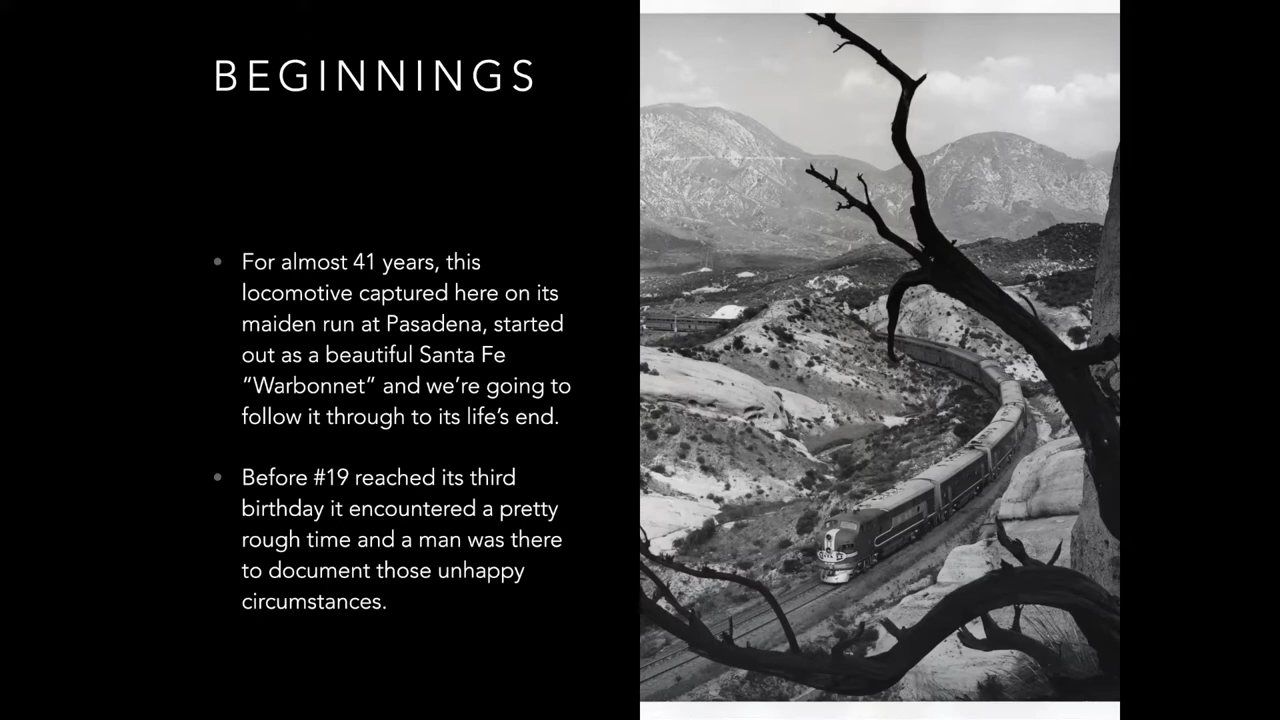 BEGINNINGS
• For almost 41 years, this
locomotive captured here on its
maiden run at Pasadena, started
out as a beautiful Santa Fe
“Warbonnet” and we’re going to
follow it through to its life’s end.
• Before #19 reached its third
birthday it encountered a pretty
rough time and a man was there
to document those unhappy
circumstances.